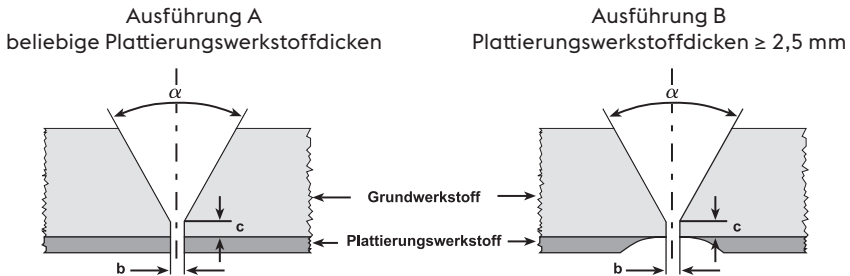 Ausführung A
beliebige Plattierungswerkstoffdicken
Ausführung B
Plattierungswerkstoffdicken ≥ 2,5 mm
α
α
Grundwerkstoff
c
c
Plattierungswerkstoff
b
b